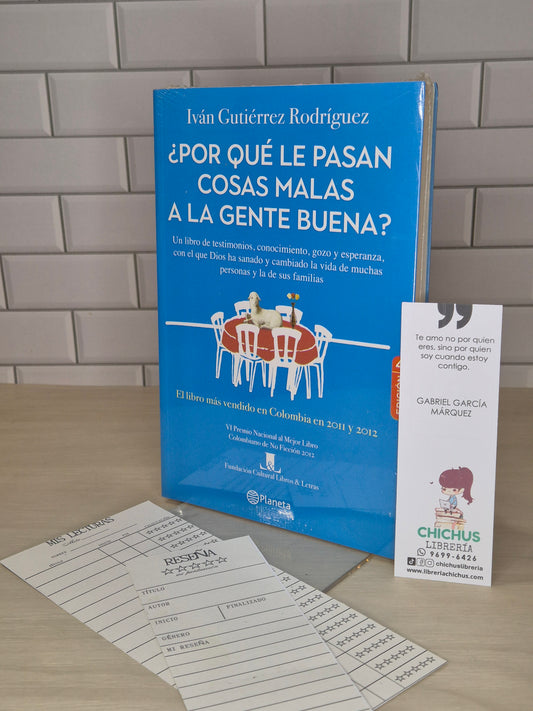 Iván Gutiérrez Rodríguez
¿POR QUÉ LE PASAN
COSAS MALAS
A LA GENTE BUENA?
Un libro de testimonios, conocimiento, gozo y esperanza,
con el que Dios ha sanado y cambiado la vida de muchas
personas y la de sus familias
EDICIÓN
El libro más vendido en Colombia en 2011 y 2012
VI Premio Nacional al Mejor Libro
Colombiano de No Ficción 2012
L&L
Fundación Cultural Libros & Letras
Planeta
”
Te amo no por quien
eres, sino por quien
soy cuando estoy
contigo.
GABRIEL GARCÍA
MÁRQUEZ
CHICHUS
LIBRERÍA
9699-6426
chichuslibreria
www.libreriachichus.com
MIS LECTURAS
RESEÑA
TÍTULO
AUTOR
INICIO
FINALIZADO
GÉNERO
MI RESEÑA